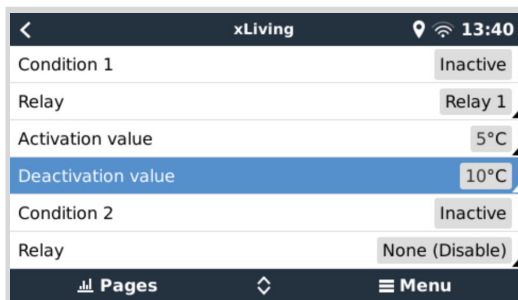 xLiving 13:40
Condition 1 Inactive
Relay Relay 1
Activation value 5°C
Deactivation value 10°C
Condition 2 Inactive
Relay None (Disable)
Pages Menu